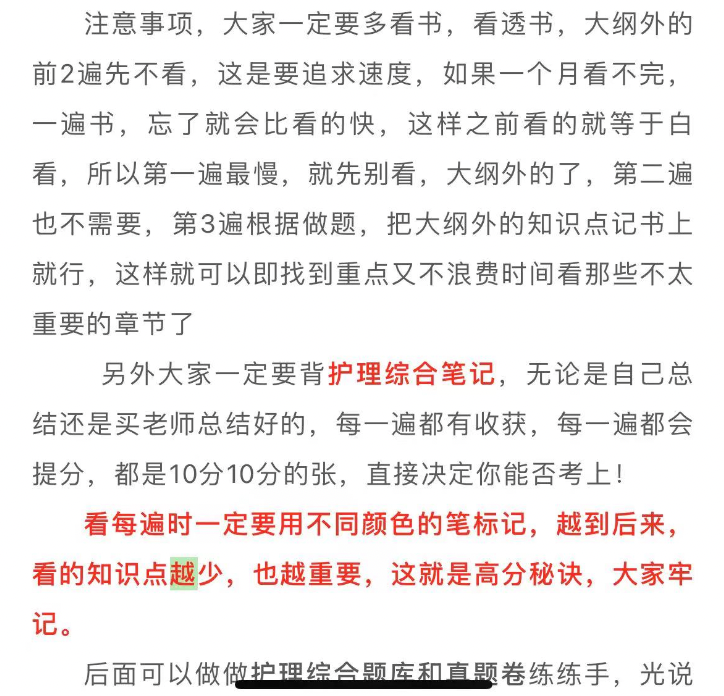 注意事项，大家一定要多看书，看透书，大纲外的
前2遍先不看，这是要追求速度，如果一个月看不完，
一遍书，忘了就会比看的快，这样之前看的就等于白
看，所以第一遍最慢，就先别看，大纲外的了，第二遍
也不需要，第3遍根据做题，把大纲外的知识点记书上
就行，这样就可以即找到重点又不浪费时间看那些不太
重要的章节了
另外大家一定要背护理综合笔记，无论是自己总
结还是买老师总结好的，每一遍都有收获，每一遍都会
提分，都是10分10分的张，直接决定你能否考上！
看每遍时一定要用不同颜色的笔标记，越到后来，
看的知识点越少，也越重要，这就是高分秘诀，大家牢
记。
后面可以做做护理综合题库和真题卷练练手，光说